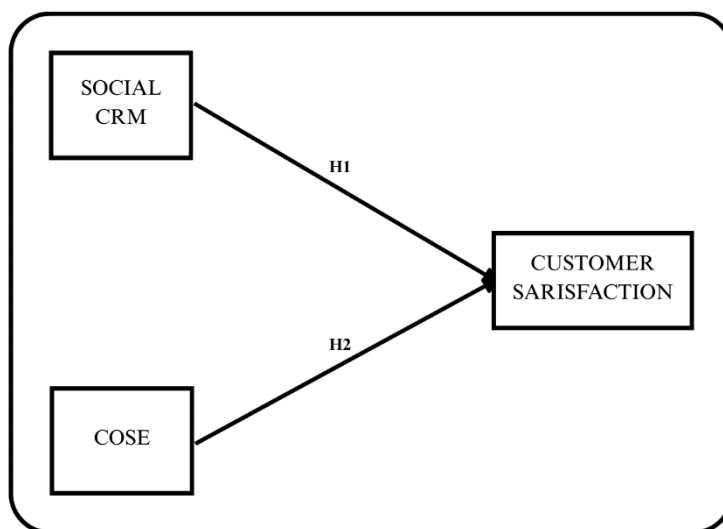 SOCIAL
CRM
H1
CUSTOMER
SARISFACTION
H2
COSE